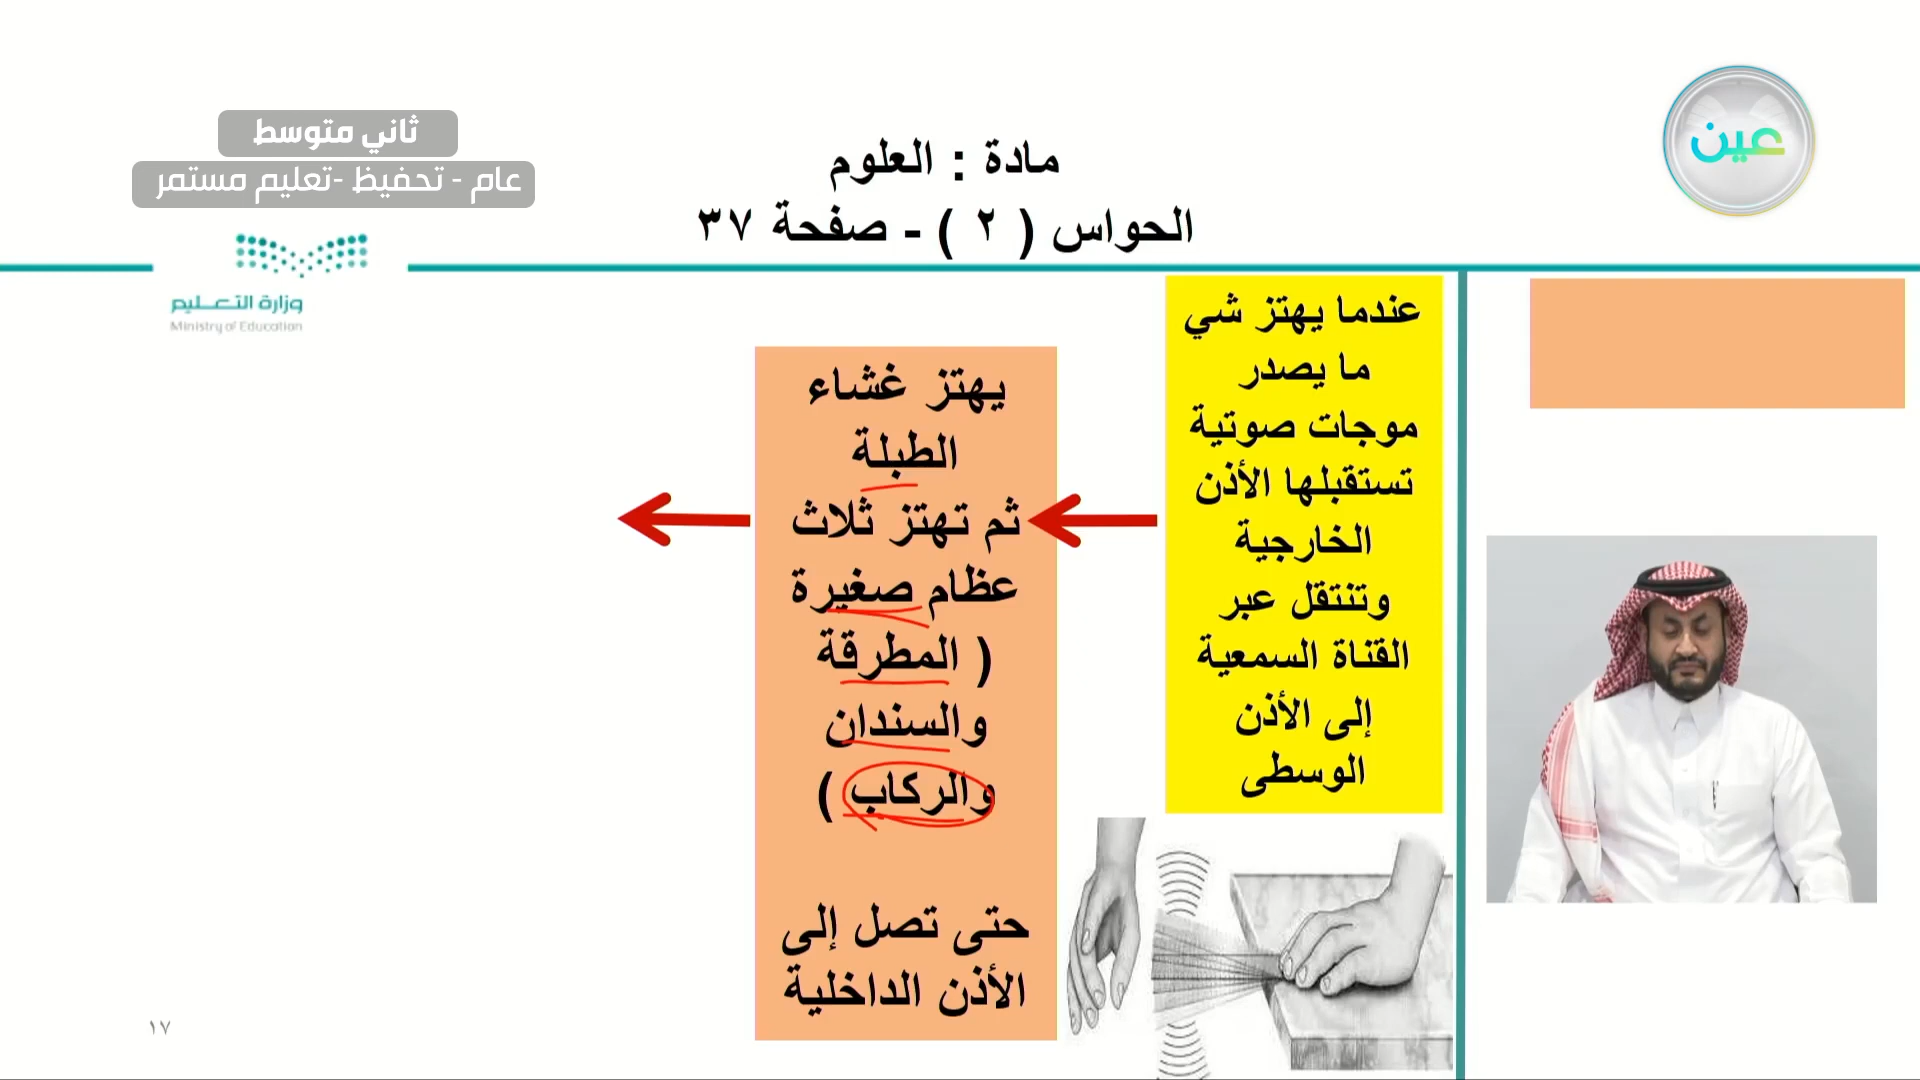 عين
ثاني متوسط
عام - تحفيظ -تعليم مستمر
مادة : العلوم
الحواس ( ٢ ) - صفحة ٣٧
وزارة التعليم
Ministry of Education
عندما يهتز شي
ما يصدر
موجات صوتية
تستقبلها الأذن
الخارجية
وتنتقل عبر
القناة السمعية
إلى الأذن
الوسطى
يهتز غشاء
الطبلة
ثم تهتز ثلاث
عظام صغيرة
( المطرقة
والسندان
والركاب )
حتى تصل إلى
الأذن الداخلية
١٧